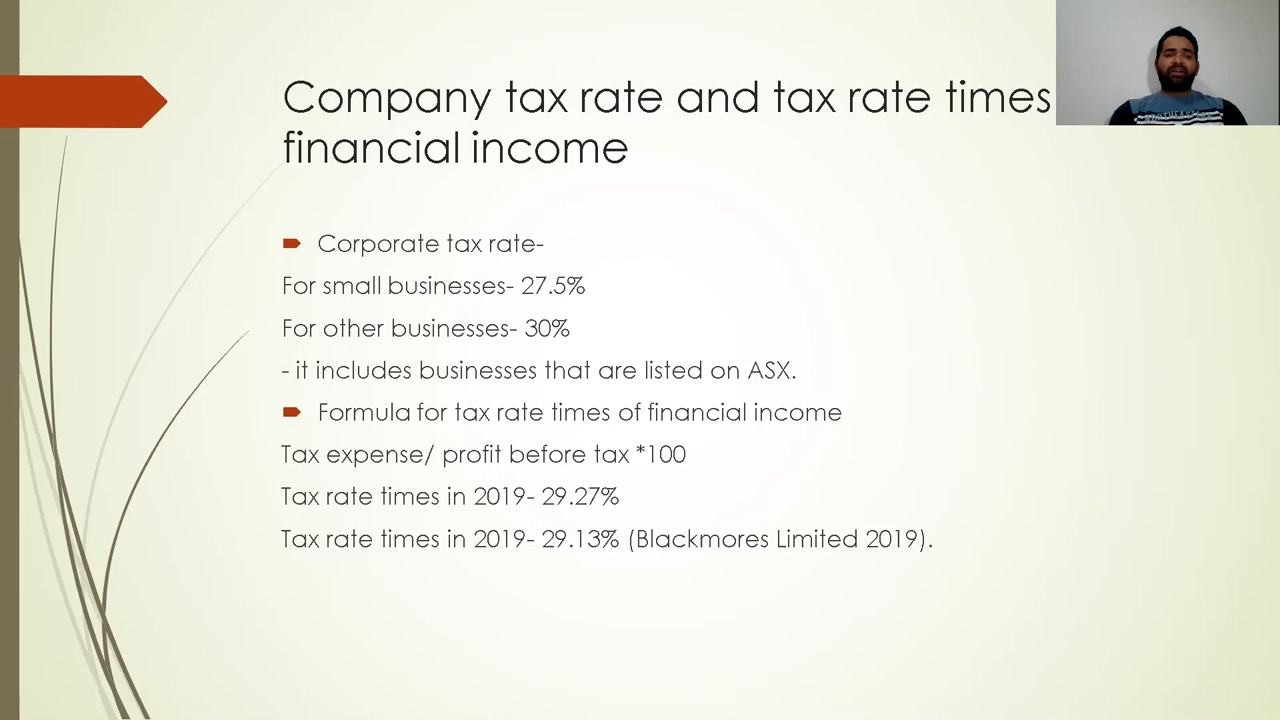 Company tax rate and tax rate times
financial income
Corporate tax rate-
For small businesses- 27.5%
For other businesses- 30%
- it includes businesses that are listed on ASX.
Formula for tax rate times of financial income
Tax expense/ profit before tax *100
Tax rate times in 2019- 29.27%
Tax rate times in 2019- 29.13% (Blackmores Limited 2019).